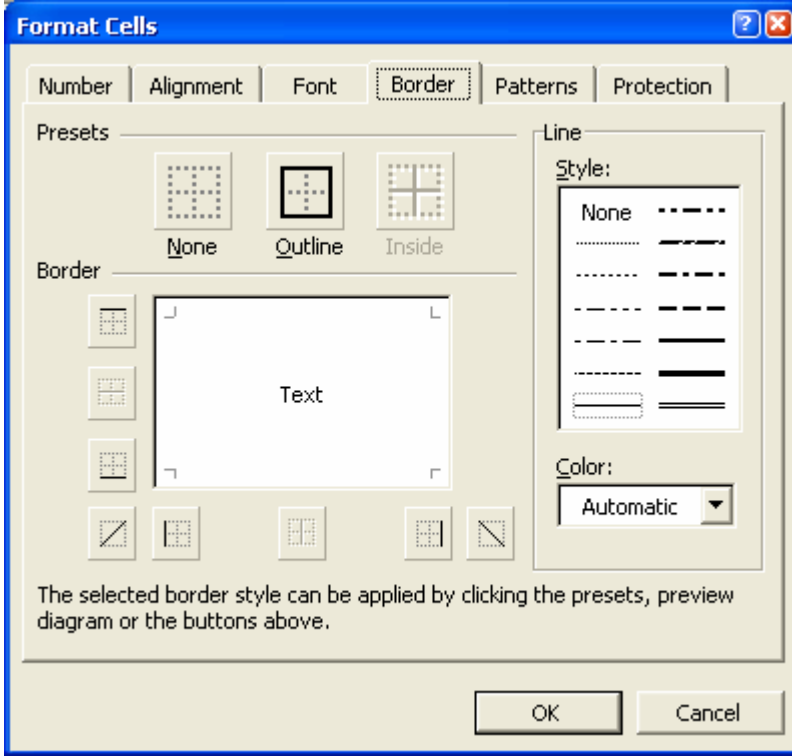 Format Cells
Number Alignment Font Border Patterns Protection
Presets
None Outline Inside
Border
Text
Line
Style:
None
Color:
Automatic
The selected border style can be applied by clicking the presets, preview
diagram or the buttons above.
OK Cancel